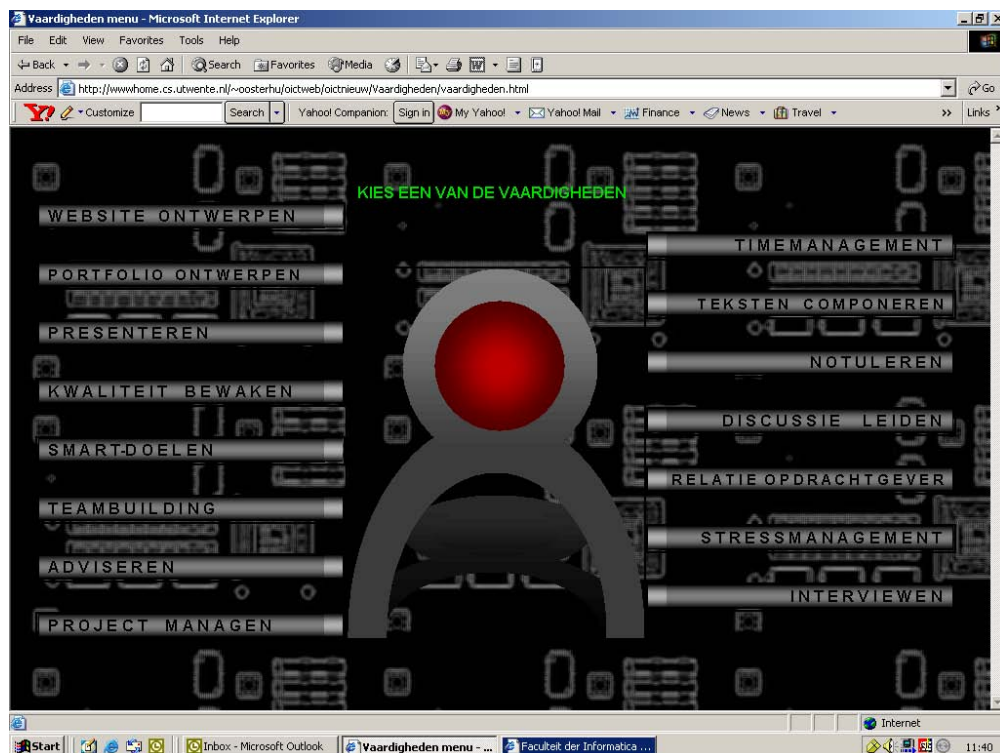 Vaardigheden menu - Microsoft Internet Explorer
File Edit View Favorites Tools Help
Back Search Favorites Media
Address http://wwwhome.cs.utwente.nl/~oosterhu/oictweb/oictnieuw/Vaardigheden/vaardigheden.html Go
Y! Customize Search Yahoo! Companion: Sign in My Yahoo! Yahoo! Mail Finance News Travel >> Links »
KIES EEN VAN DE VAARDIGHEDEN
WEBSITE ONTWERPEN
PORTFOLIO ONTWERPEN
PRESENTEREN
KWALITEIT BEWAKEN
SMART-DOELEN
TEAMBUILDING
ADVISEREN
PROJECT MANAGEN
TIMEMANAGEMENT
TEKSTEN COMPONEREN
NOTULEREN
DISCUSSIE LEIDEN
RELATIE OPDRACHTGEVER
STRESSMANAGEMENT
INTERVIEWEN
Internet
Start Inbox - Microsoft Outlook Vaardigheden menu - ... Faculteit der Informatica ... 11:40